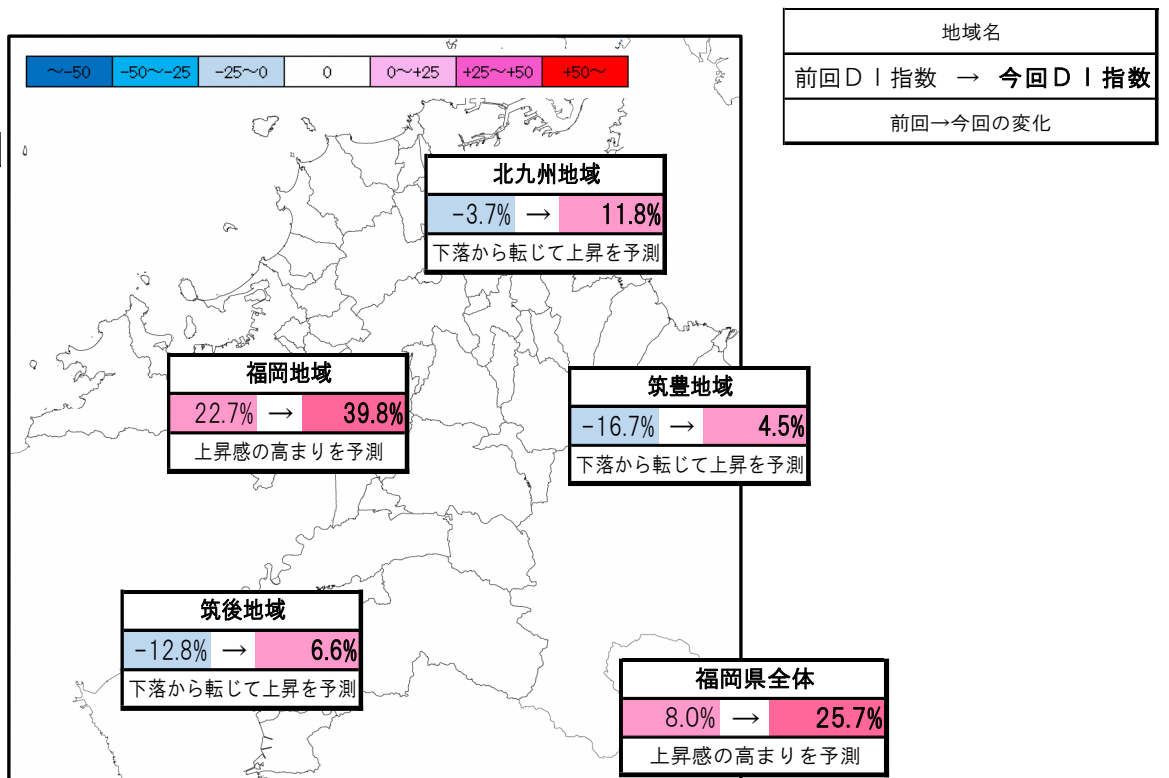 地域名
前回ＤＩ指数 → 今回ＤＩ指数
前回→今回の変化
～-50 -50～-25 -25～0 0 0～+25 +25～+50 +50～
北九州地域
-3.7% → 11.8%
下落から転じて上昇を予測
福岡地域
22.7% → 39.8%
上昇感の高まりを予測
筑豊地域
-16.7% → 4.5%
下落から転じて上昇を予測
筑後地域
-12.8% → 6.6%
下落から転じて上昇を予測
福岡県全体
8.0% → 25.7%
上昇感の高まりを予測